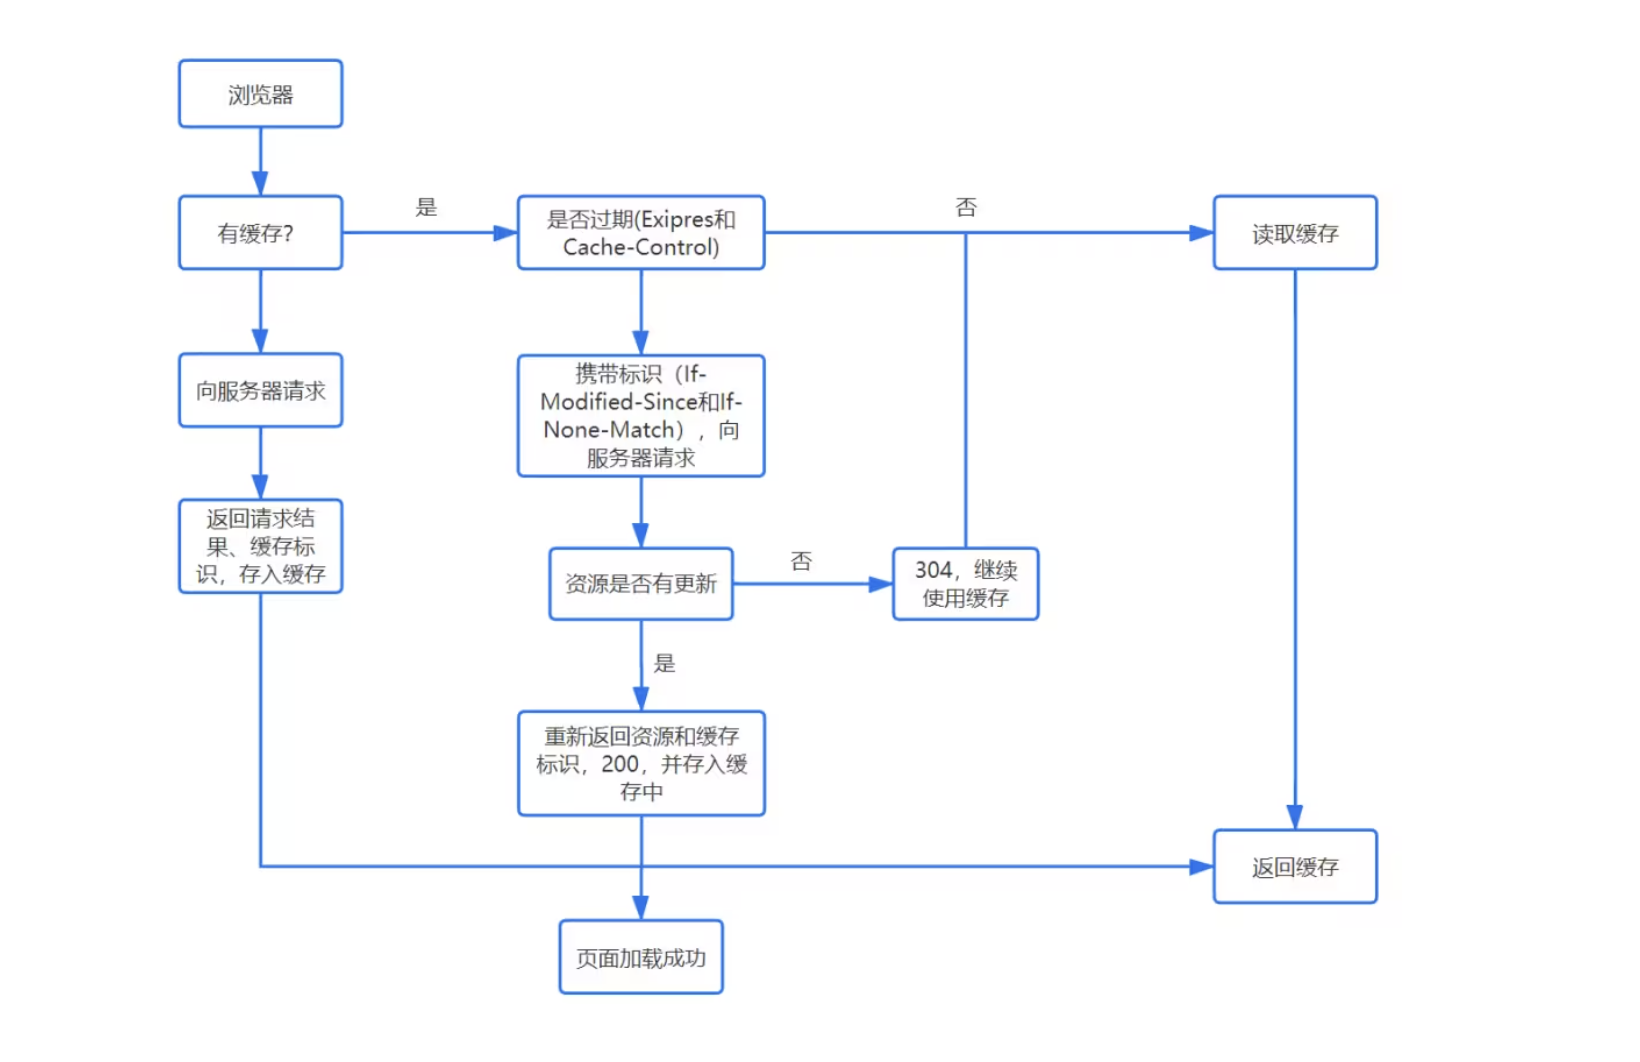 浏览器
有缓存?
是
是否过期(Exipres和
Cache-Control)
否
读取缓存
向服务器请求
携带标识（If-
Modified-Since和If-
None-Match），向
服务器请求
返回请求结
果、缓存标
识，存入缓存
资源是否有更新
否
304，继续
使用缓存
是
重新返回资源和缓存
标识，200，并存入缓
存中
返回缓存
页面加载成功